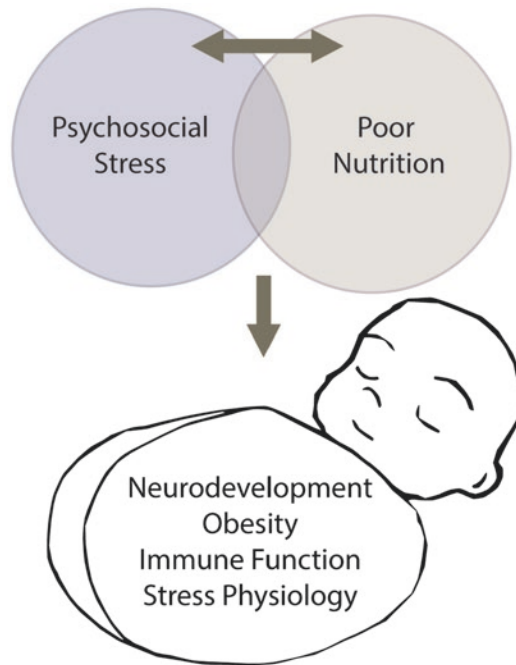 Psychosocial
Stress
Poor
Nutrition
Neurodevelopment
Obesity
Immune Function
Stress Physiology